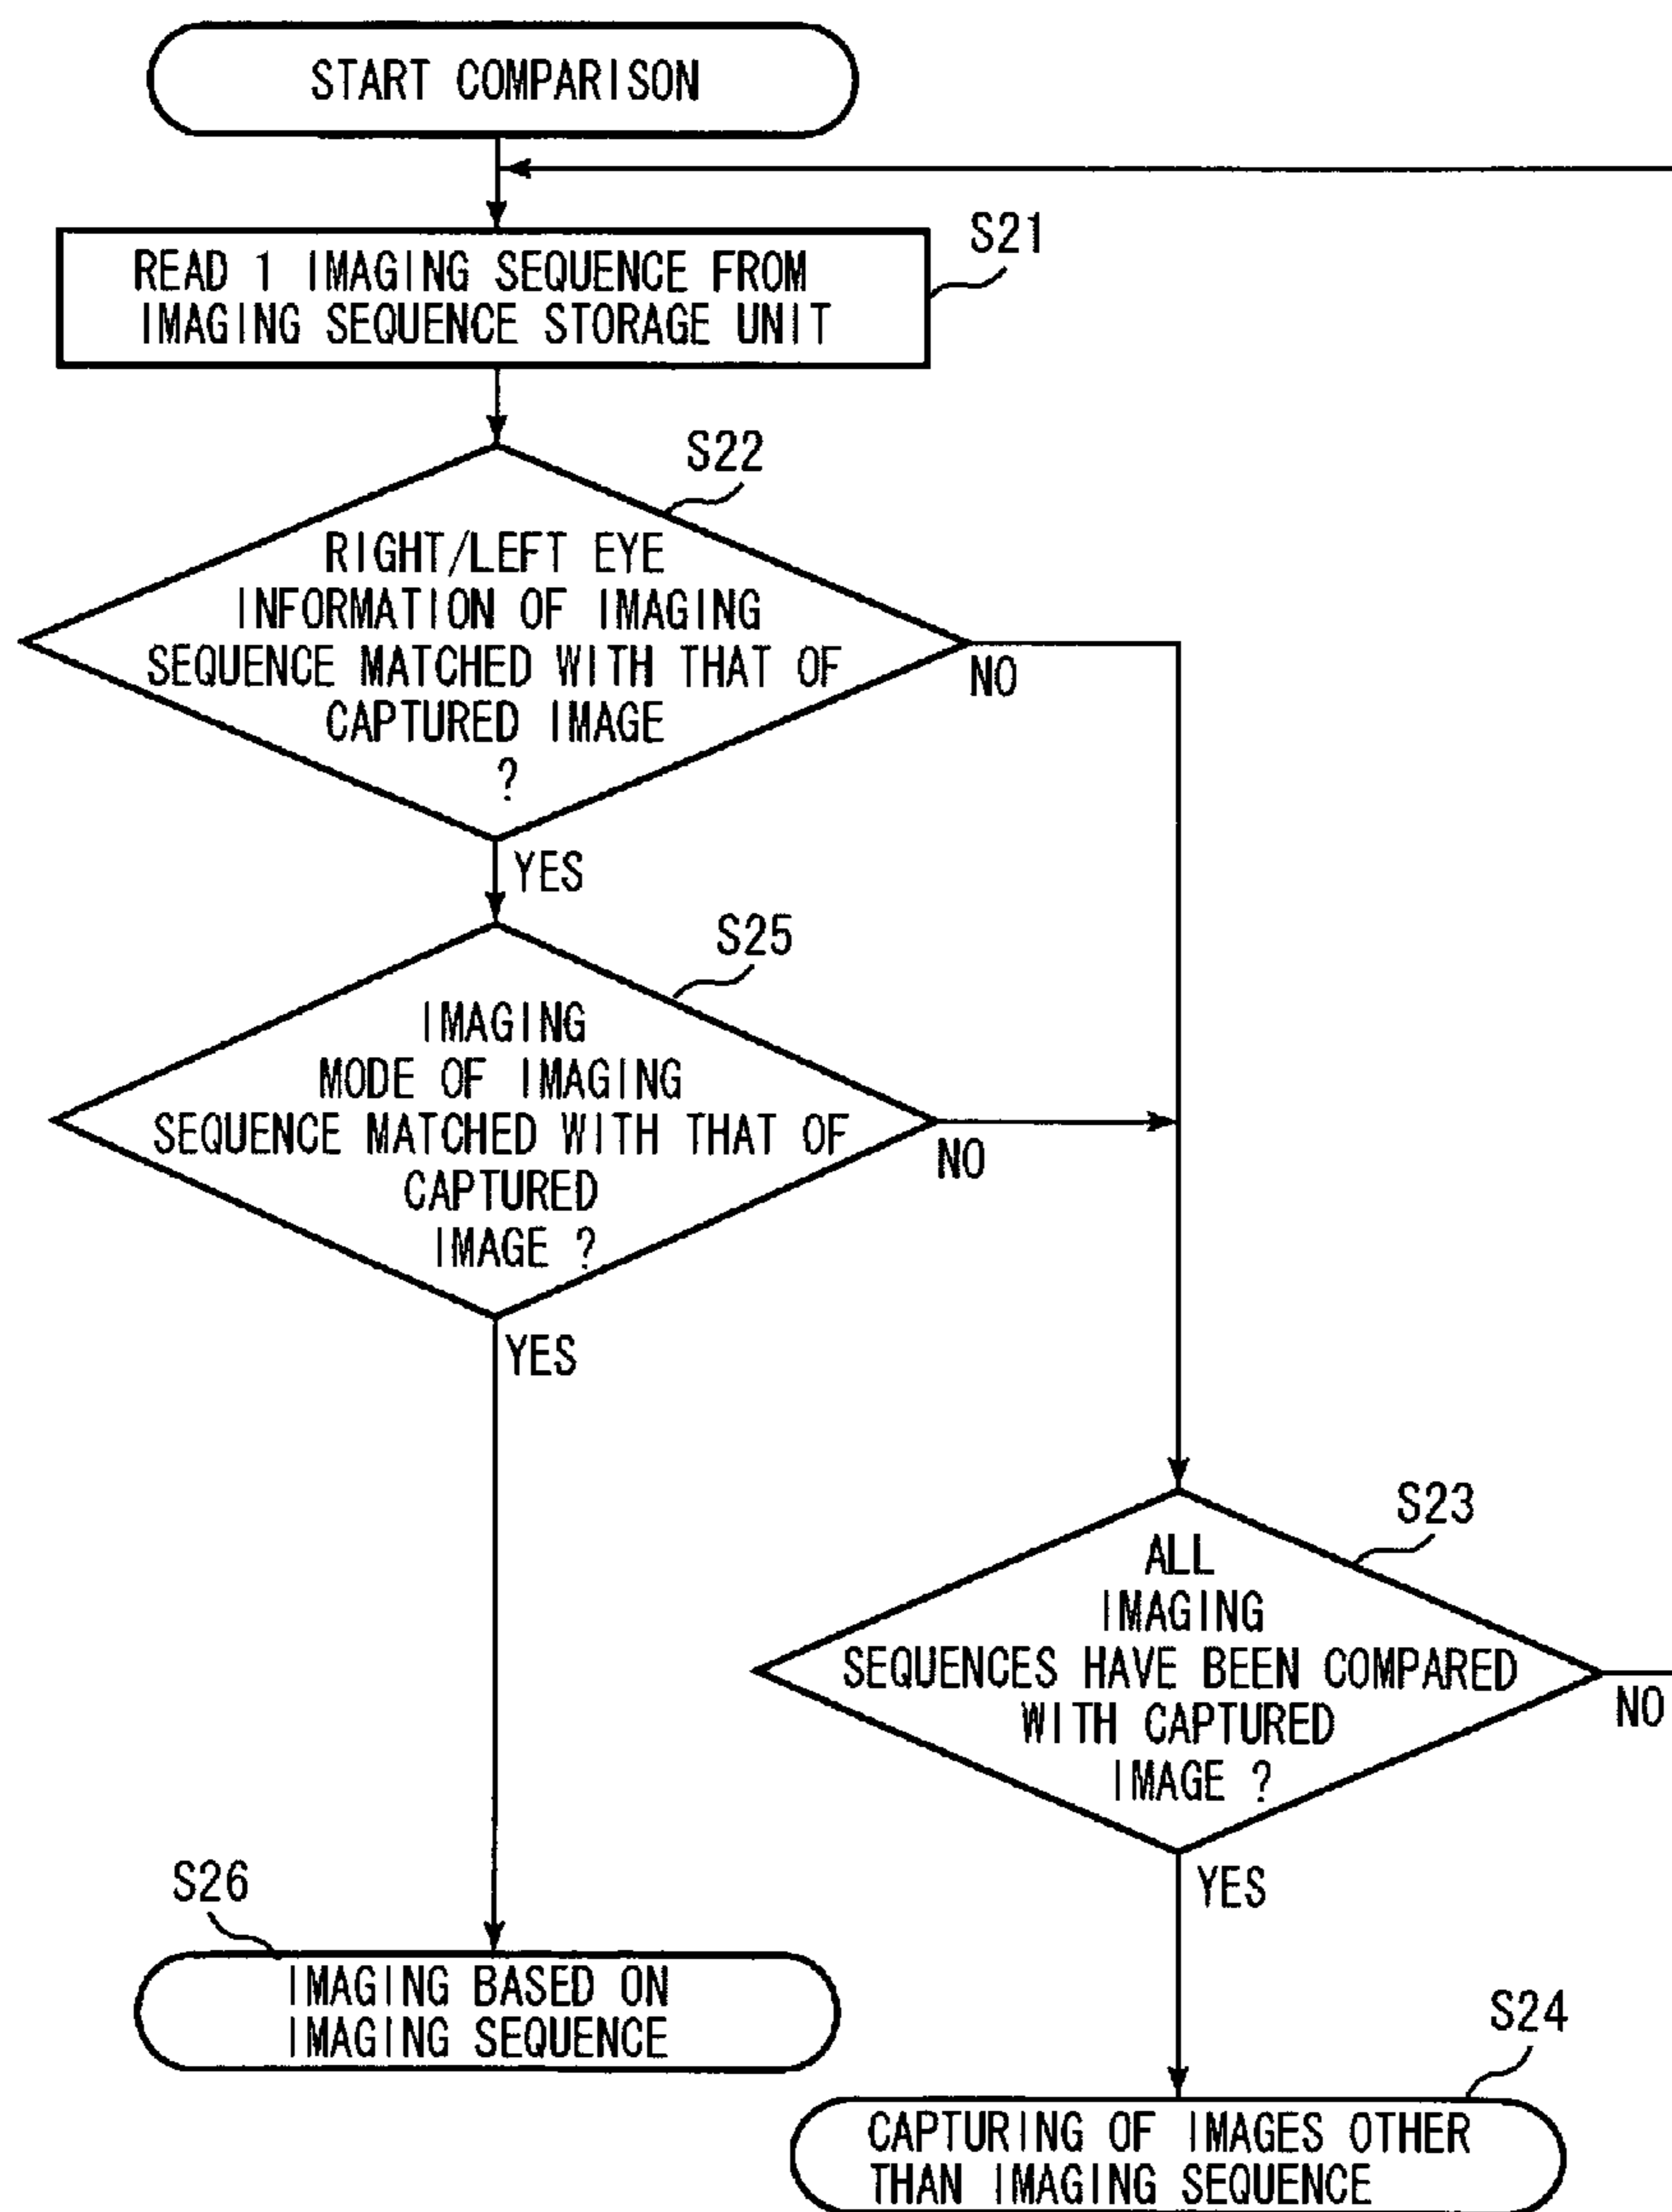 START COMPARISON
S21
READ 1 IMAGING SEQUENCE FROM
IMAGING SEQUENCE STORAGE UNIT
S22
RIGHT/LEFT EYE
INFORMATION OF IMAGING
SEQUENCE MATCHED WITH THAT OF
CAPTURED IMAGE
?
NO
YES
S25
IMAGING
MODE OF IMAGING
SEQUENCE MATCHED WITH THAT OF
CAPTURED
IMAGE ?
NO
YES
S23
ALL
IMAGING
SEQUENCES HAVE BEEN COMPARED
WITH CAPTURED
IMAGE ?
NO
YES
S26
IMAGING BASED ON
IMAGING SEQUENCE
S24
CAPTURING OF IMAGES OTHER
THAN IMAGING SEQUENCE